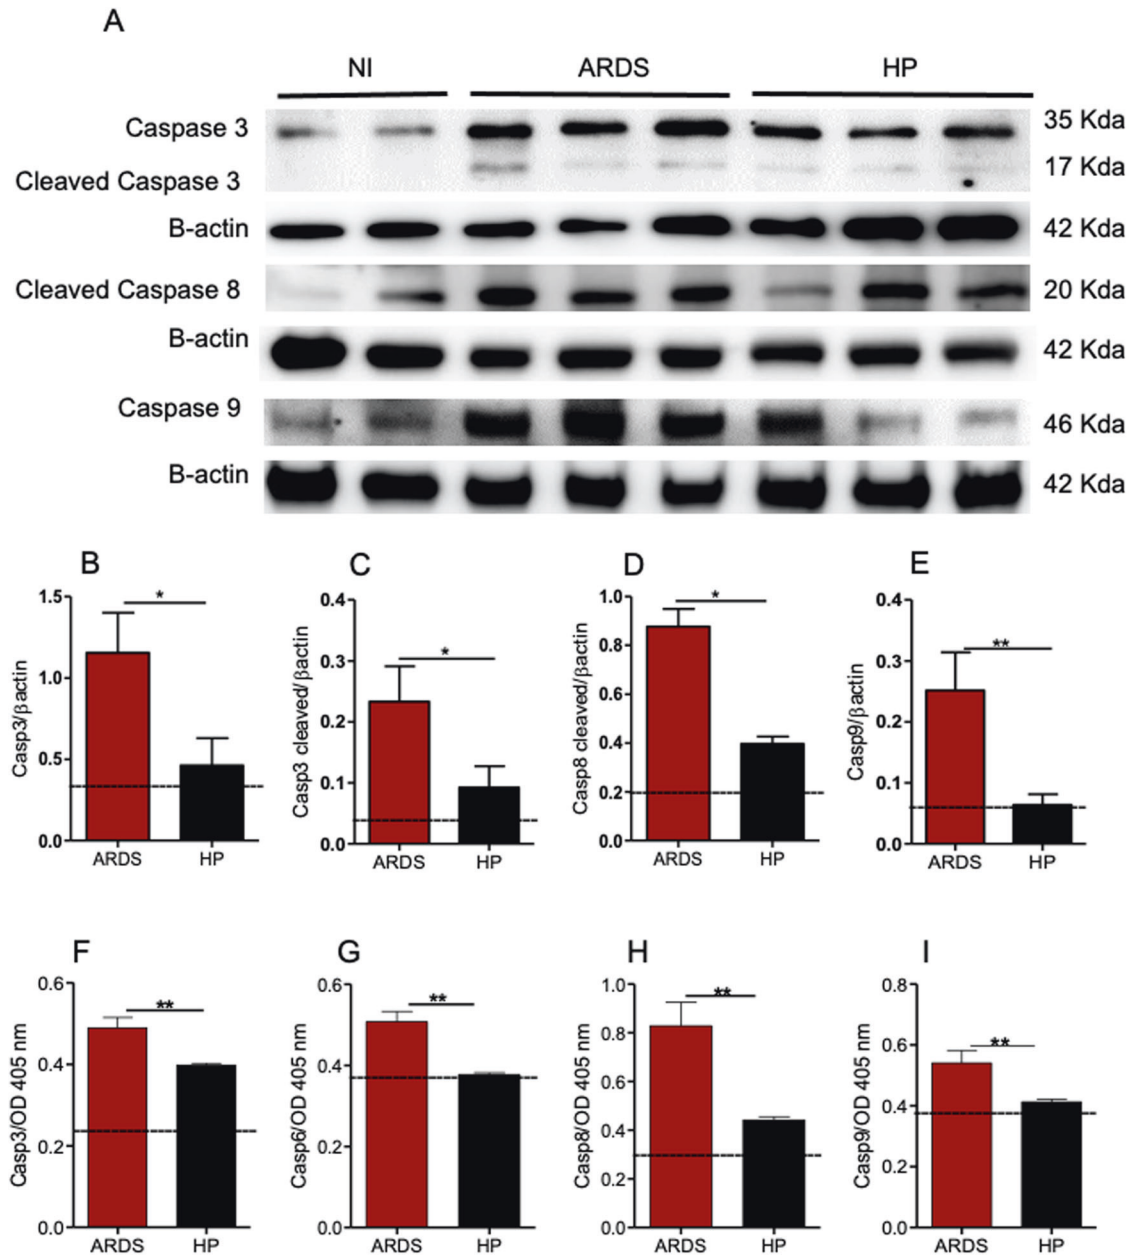 A
NI ARDS HP
Caspase 3 35 Kda
Cleaved Caspase 3 17 Kda
B-actin 42 Kda
Cleaved Caspase 8 20 Kda
B-actin 42 Kda
Caspase 9 46 Kda
B-actin 42 Kda
B
Casp3/βactin
1.5
1.0
0.5
0.0
*
ARDS HP
C
Casp3 cleaved/βactin
0.4
0.3
0.2
0.1
0.0
*
ARDS HP
D
Casp8 cleaved/βactin
1.0
0.8
0.6
0.4
0.2
0.0
*
ARDS HP
E
Casp9/βactin
0.4
0.3
0.2
0.1
0.0
**
ARDS HP
F
Casp3/OD 405 nm
0.6
0.4
0.2
0.0
**
ARDS HP
G
Casp6/OD 405 nm
0.6
0.4
0.2
0.0
**
ARDS HP
H
Casp8/OD 405 nm
1.0
0.8
0.6
0.4
0.2
0.0
**
ARDS HP
I
Casp9/OD 405 nm
0.8
0.6
0.4
0.2
0.0
**
ARDS HP